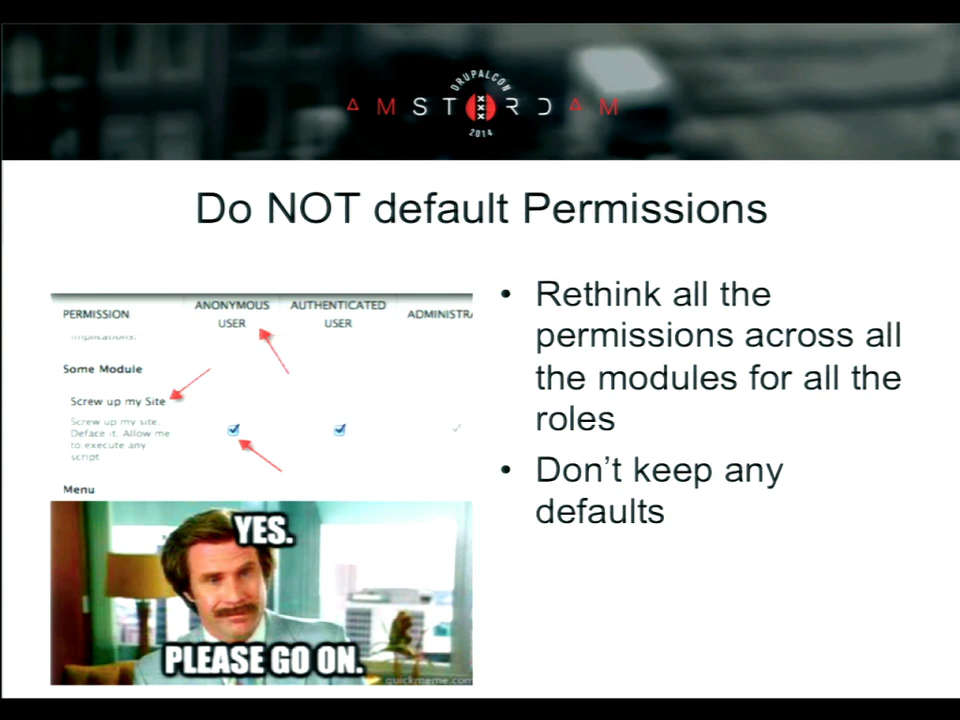 DRUPALCON
AMSTERDAM
2014
Do NOT default Permissions
PERMISSION
ANONYMOUS
USER
AUTHENTICATED
USER
ADMINISTRA
implications.
Some Module
Screw up my Site
Screw up my site.
Deface it. Allow me
to execute any
script
Menu
YES.
PLEASE GO ON.
quickmeme.com
• Rethink all the
permissions across all
the modules for all the
roles
• Don’t keep any
defaults